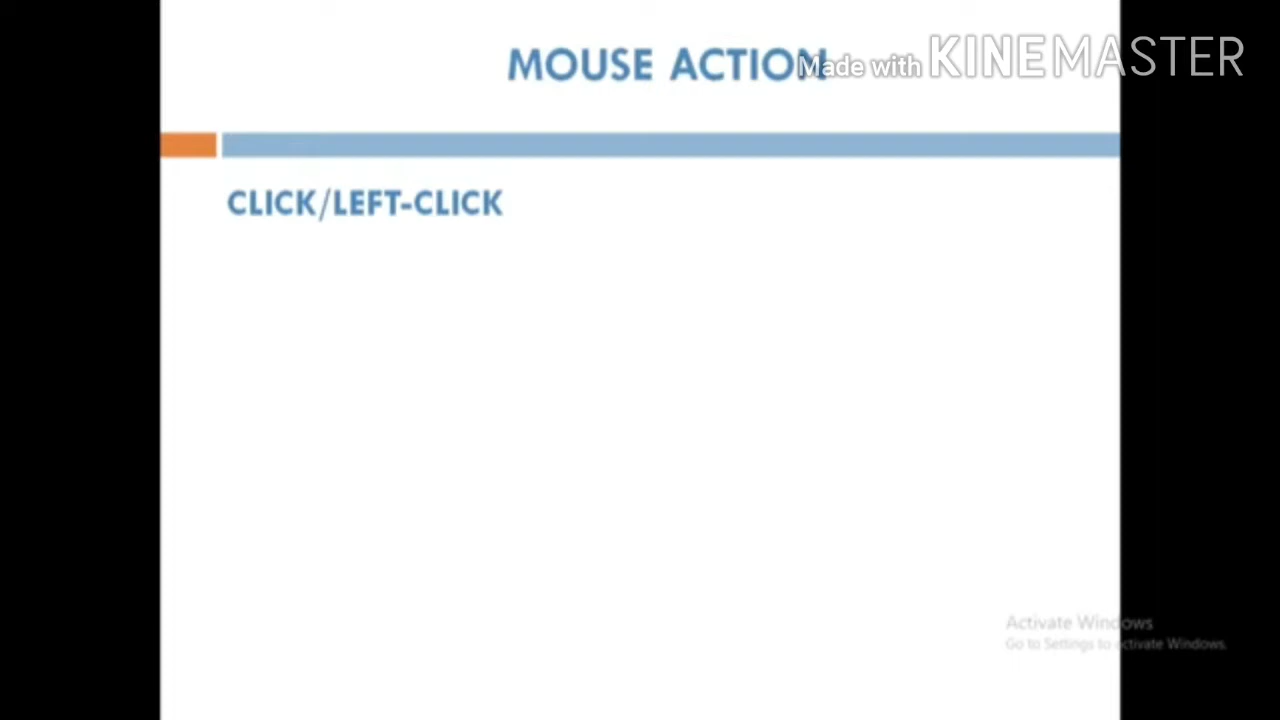 MOUSE ACTION
Made with KINEMASTER
CLICK/LEFT-CLICK
Activate Windows
Go to Settings to activate Windows.